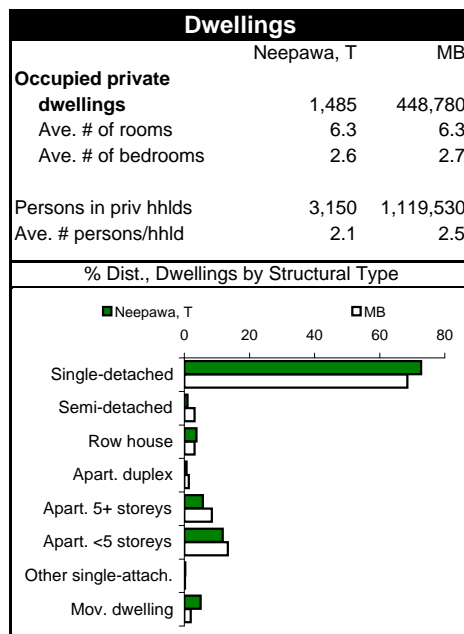 Dwellings
Neepawa, T MB
Occupied private
dwellings 1,485 448,780
Ave. # of rooms 6.3 6.3
Ave. # of bedrooms 2.6 2.7
Persons in priv hhlds 3,150 1,119,530
Ave. # persons/hhld 2.1 2.5
% Dist., Dwellings by Structural Type
Neepawa, T MB
0 20 40 60 80
Single-detached
Semi-detached
Row house
Apart. duplex
Apart. 5+ storeys
Apart. <5 storeys
Other single-attach.
Mov. dwelling